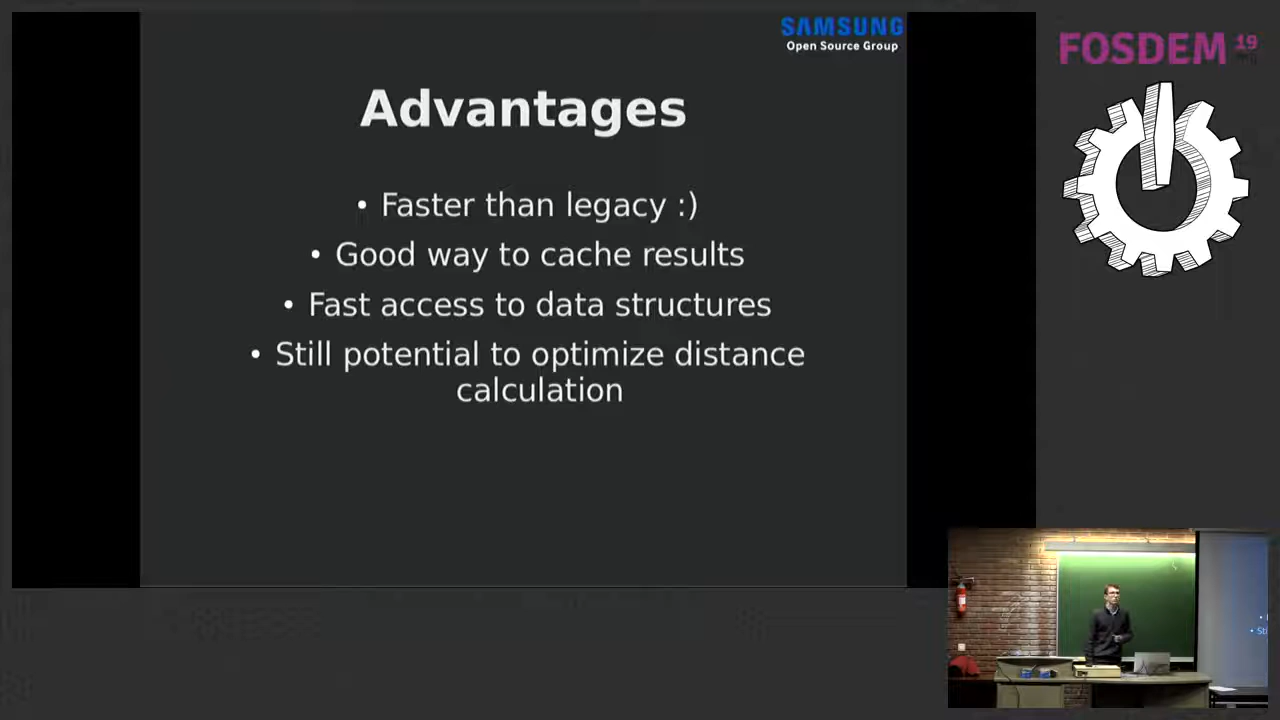 SAMSUNG
Open Source Group
FOSDEM 19
Advantages
• Faster than legacy :)
• Good way to cache results
• Fast access to data structures
• Still potential to optimize distance
calculation